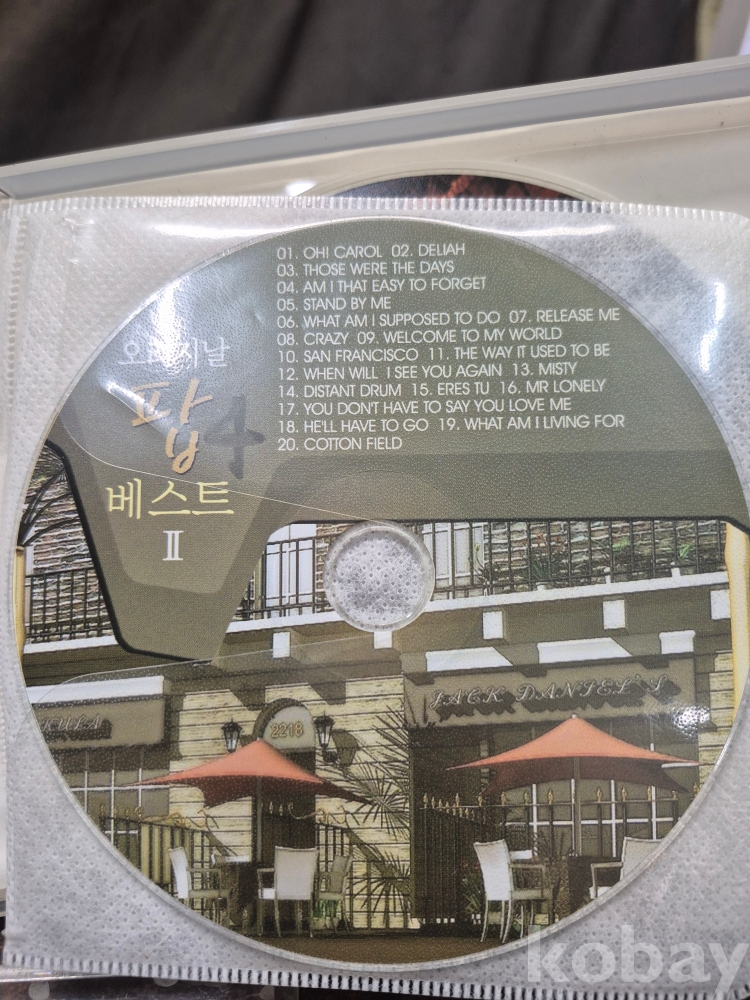 01. OH! CAROL 02. DELIAH
03. THOSE WERE THE DAYS
04. AM I THAT EASY TO FORGET
05. STAND BY ME
06. WHAT AM I SUPPOSED TO DO 07. RELEASE ME
08. CRAZY 09. WELCOME TO MY WORLD
10. SAN FRANCISCO 11. THE WAY IT USED TO BE
12. WHEN WILL I SEE YOU AGAIN 13. MISTY
14. DISTANT DRUM 15. ERES TU 16. MR LONELY
17. YOU DON'T HAVE TO SAY YOU LOVE ME
18. HE'LL HAVE TO GO 19. WHAT AM I LIVING FOR
20. COTTON FIELD
오리지날
팝 4
베스트
II
JACK DANIEL'S
2218
kobay